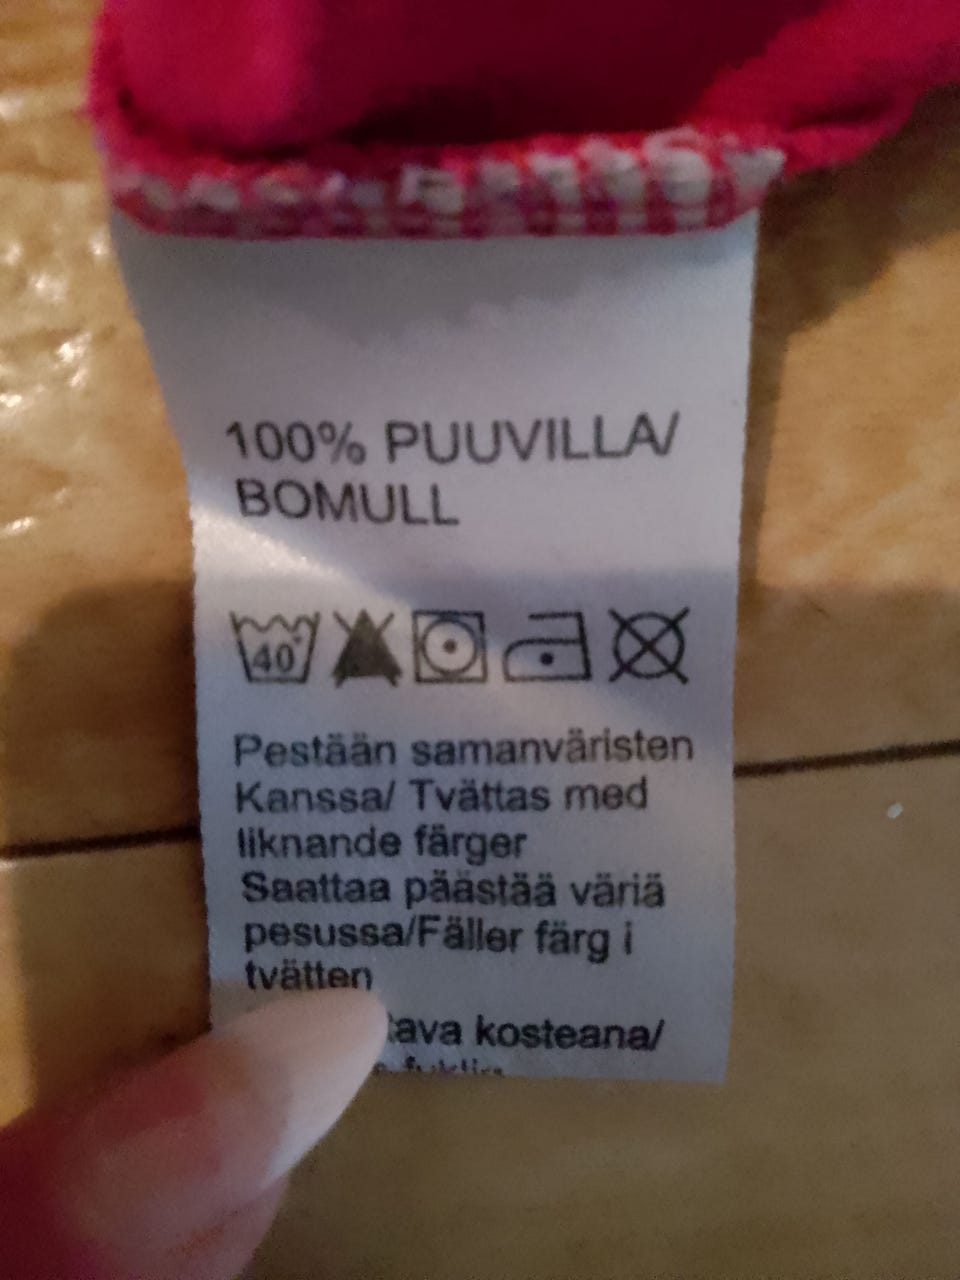 100% PUUVILLA/
BOMULL
40°
Pestään samanväristen
Kanssa/ Tvättas med
liknande färger
Saattaa päästää väriä
pesussa/Fäller färg i
tvätten
kosteana/